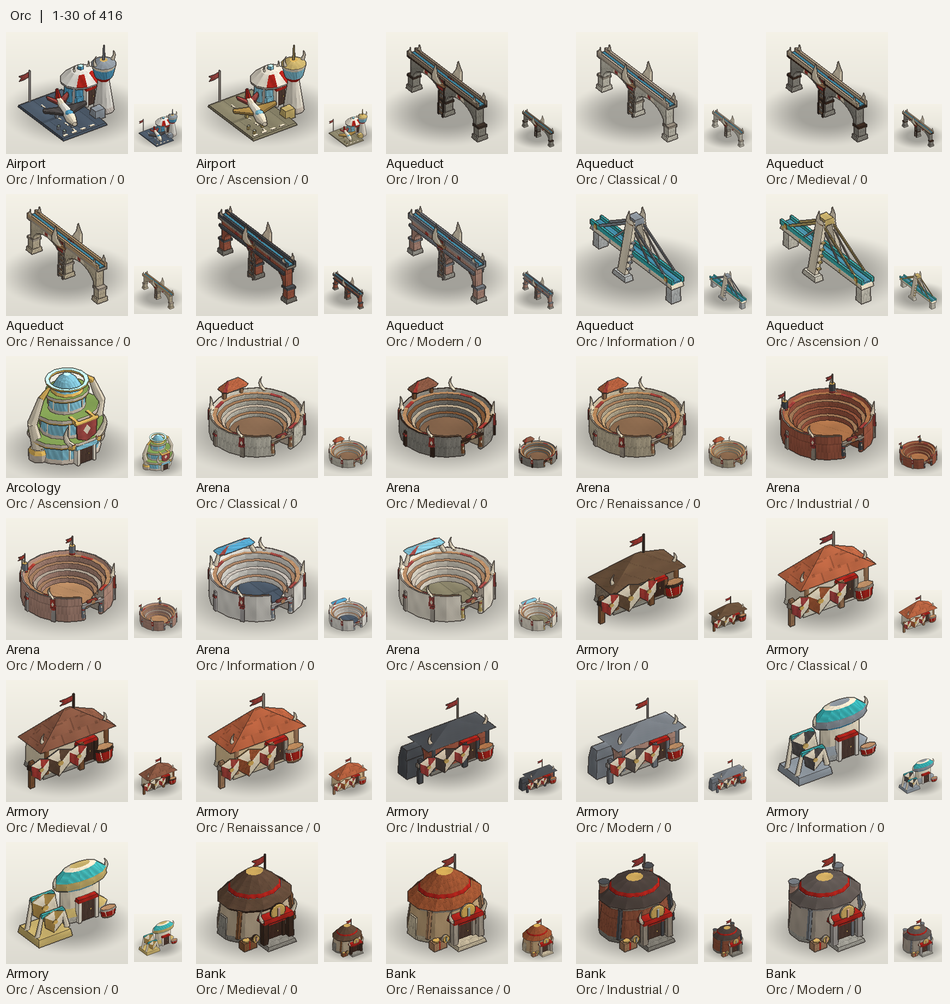 Orc | 1-30 of 416
Airport
Orc / Information / 0
Airport
Orc / Ascension / 0
Aqueduct
Orc / Iron / 0
Aqueduct
Orc / Classical / 0
Aqueduct
Orc / Medieval / 0
Aqueduct
Orc / Renaissance / 0
Aqueduct
Orc / Industrial / 0
Aqueduct
Orc / Modern / 0
Aqueduct
Orc / Information / 0
Aqueduct
Orc / Ascension / 0
Arcology
Orc / Ascension / 0
Arena
Orc / Classical / 0
Arena
Orc / Medieval / 0
Arena
Orc / Renaissance / 0
Arena
Orc / Industrial / 0
Arena
Orc / Modern / 0
Arena
Orc / Information / 0
Arena
Orc / Ascension / 0
Armory
Orc / Iron / 0
Armory
Orc / Classical / 0
Armory
Orc / Medieval / 0
Armory
Orc / Renaissance / 0
Armory
Orc / Industrial / 0
Armory
Orc / Modern / 0
Armory
Orc / Information / 0
Armory
Orc / Ascension / 0
Bank
Orc / Medieval / 0
Bank
Orc / Renaissance / 0
Bank
Orc / Industrial / 0
Bank
Orc / Modern / 0